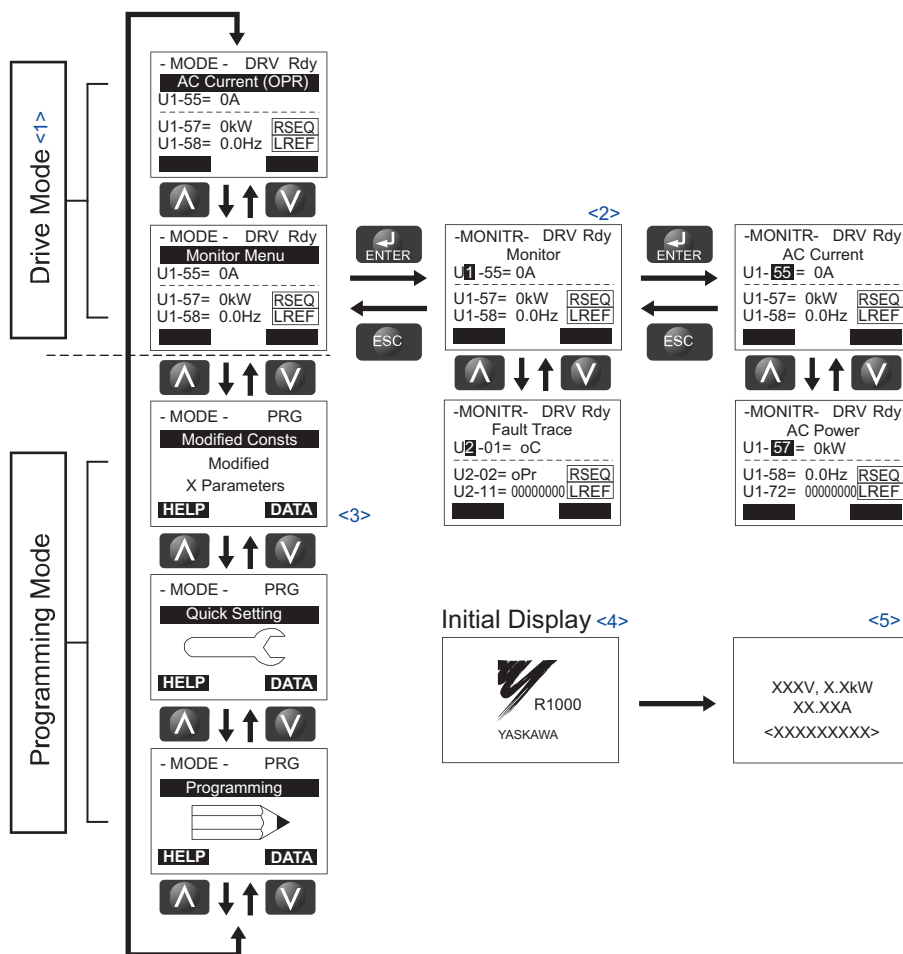 Drive Mode <1>
- MODE - DRV Rdy
AC Current (OPR)
U1-55= 0A
U1-57= 0kW RSEQ
U1-58= 0.0Hz LREF
- MODE - DRV Rdy
Monitor Menu
U1-55= 0A
U1-57= 0kW RSEQ
U1-58= 0.0Hz LREF
ENTER
ESC
<2>
-MONITR- DRV Rdy
Monitor
U1 -55= 0A
U1-57= 0kW RSEQ
U1-58= 0.0Hz LREF
ENTER
ESC
-MONITR- DRV Rdy
AC Current
U1- 55 = 0A
U1-57= 0kW RSEQ
U1-58= 0.0Hz LREF
-MONITR- DRV Rdy
Fault Trace
U2 -01= oC
U2-02= oPr RSEQ
U2-11= 00000000 LREF
-MONITR- DRV Rdy
AC Power
U1- 57 = 0kW
U1-58= 0.0Hz RSEQ
U1-72= 00000000 LREF
Programming Mode
- MODE - PRG
Modified Consts
Modified
X Parameters
HELP DATA
<3>
- MODE - PRG
Quick Setting
HELP DATA
- MODE - PRG
Programming
HELP DATA
Initial Display <4>
R1000
YASKAWA
<5>
XXXV, X.XkW
XX.XXA
<XXXXXXXXX>